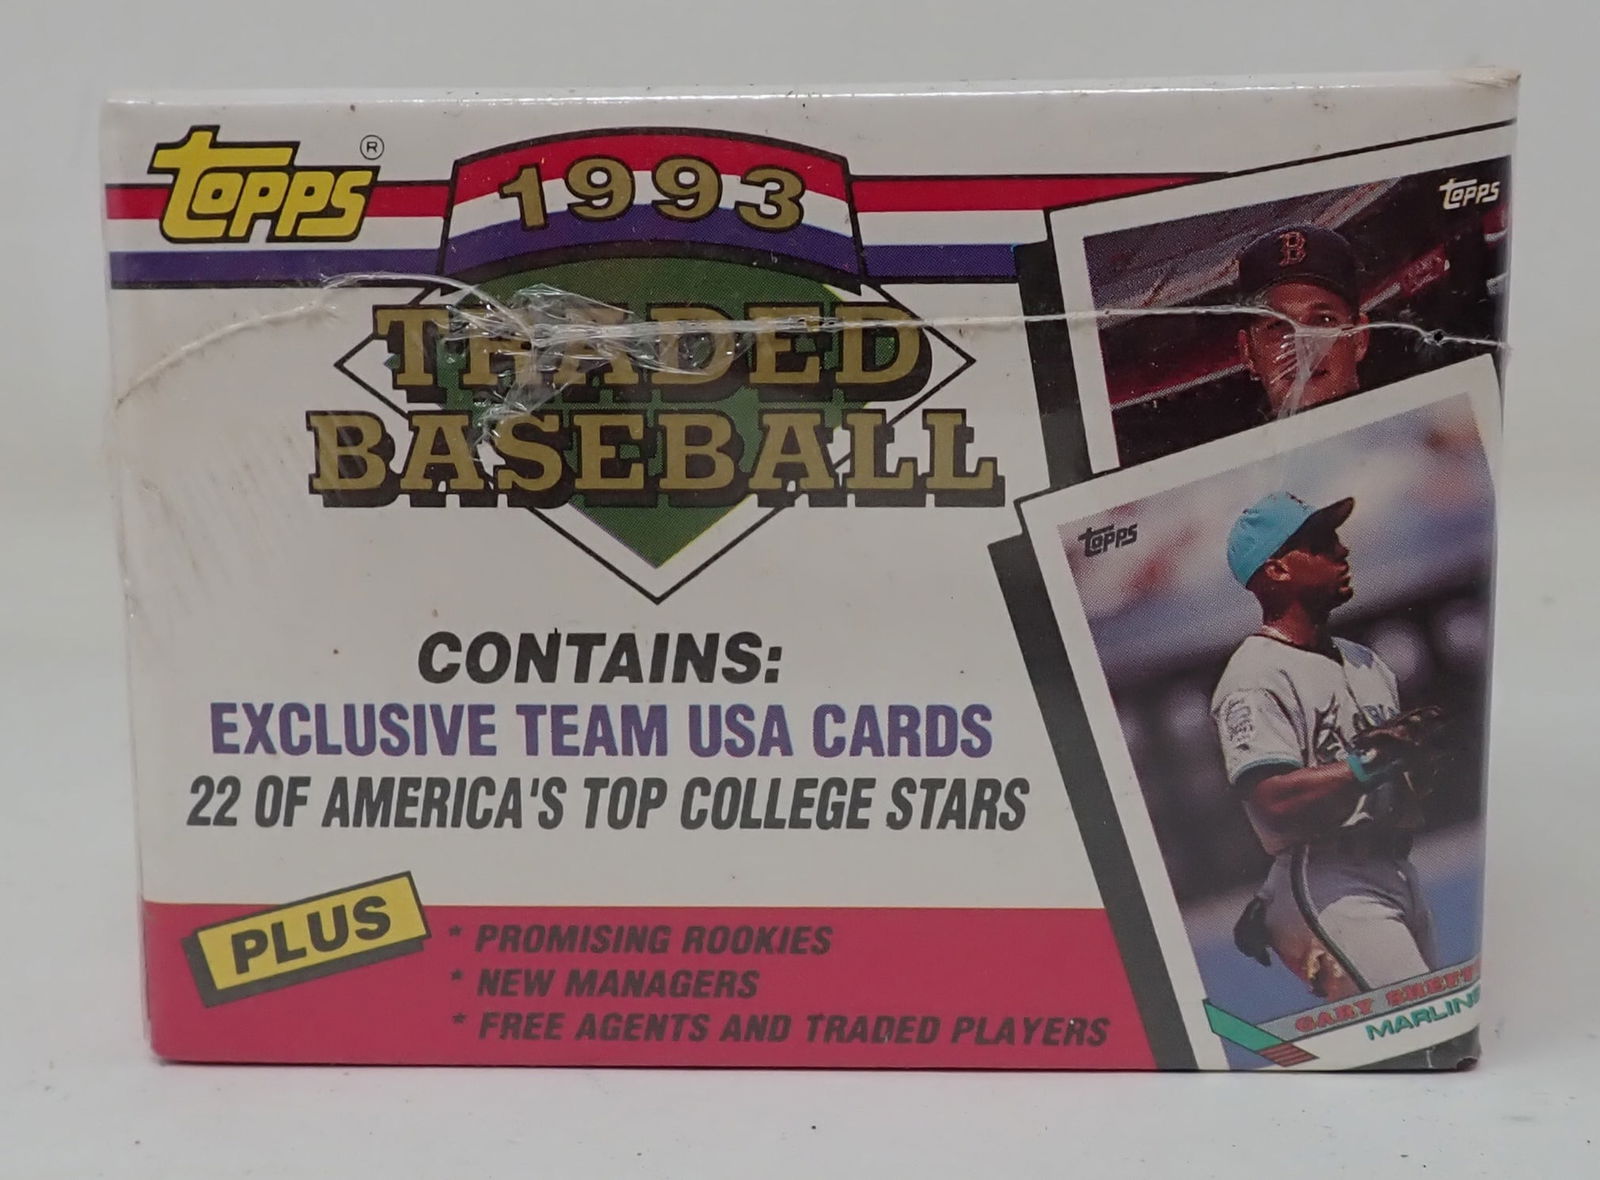 Topps ®
1993
TRADED
BASEBALL
CONTAINS:
EXCLUSIVE TEAM USA CARDS
22 OF AMERICA'S TOP COLLEGE STARS
PLUS
* PROMISING ROOKIES
* NEW MANAGERS
* FREE AGENTS AND TRADED PLAYERS
Topps
B
Topps
GARY
MARLINS